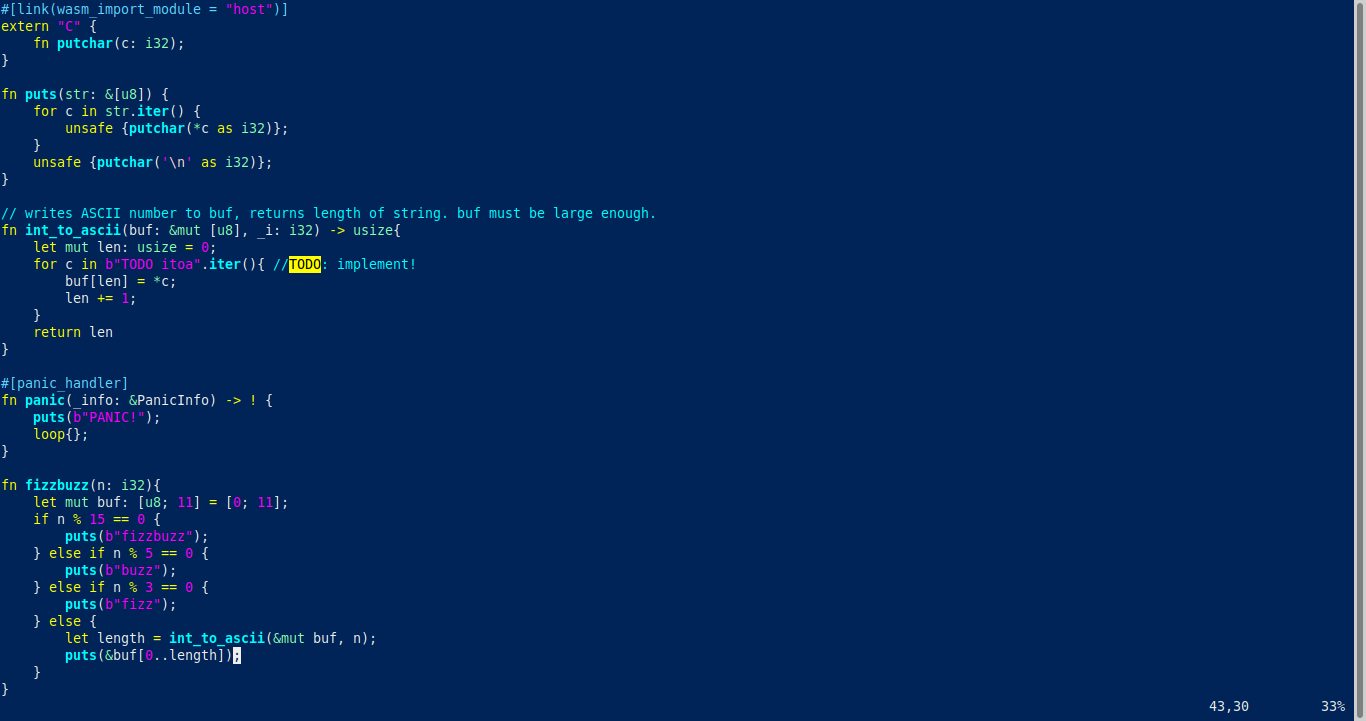 #[link(wasm_import_module = "host")]
extern "C" {
    fn putchar(c: i32);
}

fn puts(str: &[u8]) {
    for c in str.iter() {
        unsafe {putchar(*c as i32)};
    }
    unsafe {putchar('\n' as i32)};
}

// writes ASCII number to buf, returns length of string. buf must be large enough.
fn int_to_ascii(buf: &mut [u8], _i: i32) -> usize{
    let mut len: usize = 0;
    for c in b"TODO itoa".iter(){ //TODO: implement!
        buf[len] = *c;
        len += 1;
    }
    return len
}

#[panic_handler]
fn panic(_info: &PanicInfo) -> ! {
    puts(b"PANIC!");
    loop{};
}

fn fizzbuzz(n: i32){
    let mut buf: [u8; 11] = [0; 11];
    if n % 15 == 0 {
        puts(b"fizzbuzz");
    } else if n % 5 == 0 {
        puts(b"buzz");
    } else if n % 3 == 0 {
        puts(b"fizz");
    } else {
        let length = int_to_ascii(&mut buf, n);
        puts(&buf[0..length]);
    }
}
43,30 33%